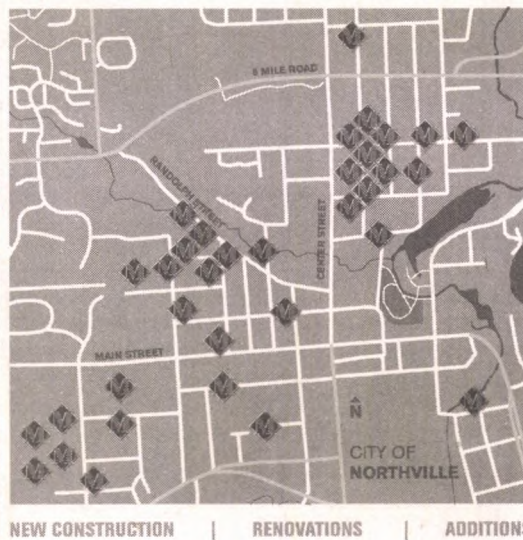 8 MILE ROAD
RANDOLPH STREET
CENTER STREET
MAIN STREET
N
CITY OF
NORTHVILLE
NEW CONSTRUCTION | RENOVATIONS | ADDITIONS